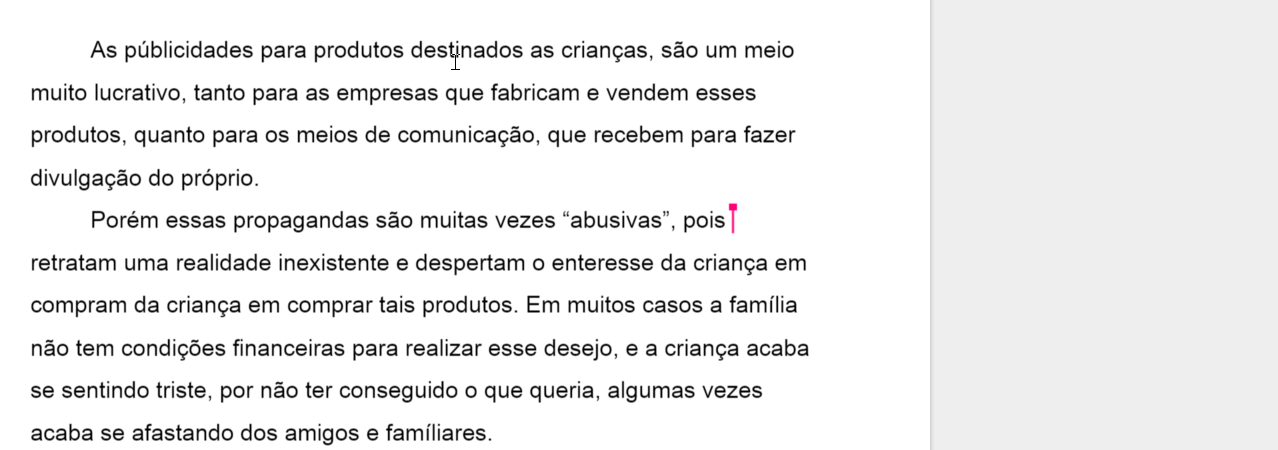 As públicidades para produtos destinados as crianças, são um meio
muito lucrativo, tanto para as empresas que fabricam e vendem esses
produtos, quanto para os meios de comunicação, que recebem para fazer
divulgação do próprio.
Porém essas propagandas são muitas vezes “abusivas”, pois
retratam uma realidade inexistente e despertam o enteresse da criança em
compram da criança em comprar tais produtos. Em muitos casos a família
não tem condições financeiras para realizar esse desejo, e a criança acaba
se sentindo triste, por não ter conseguido o que queria, algumas vezes
acaba se afastando dos amigos e famíliares.